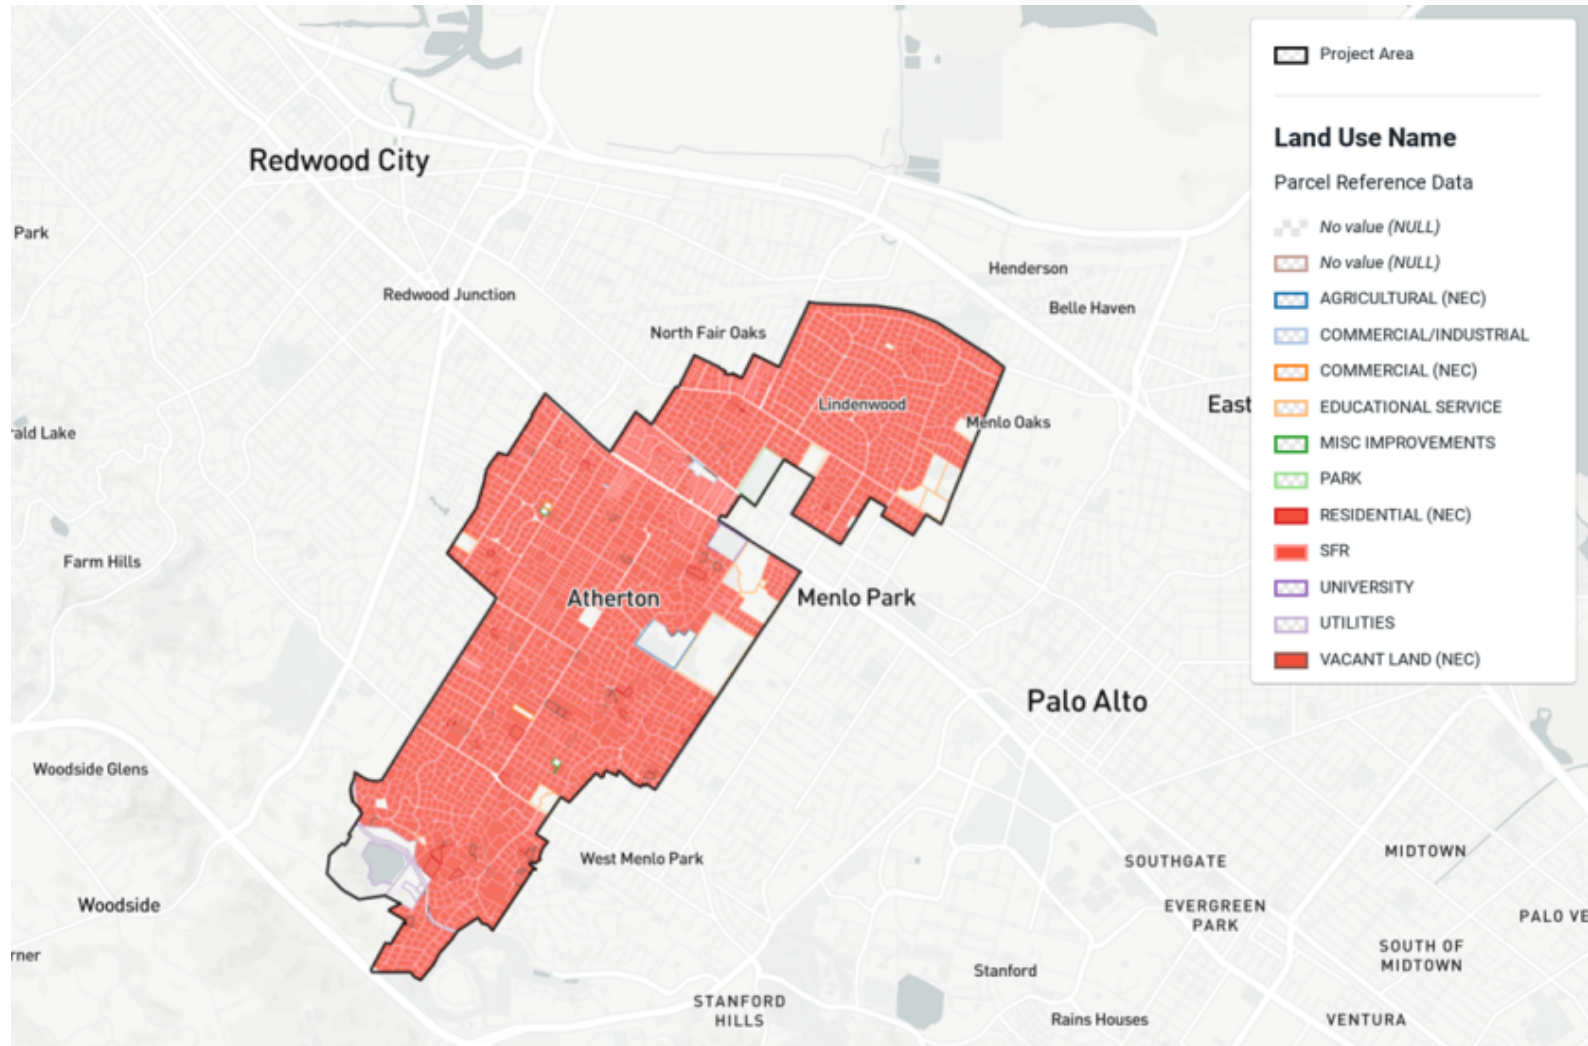 Project Area
Land Use Name
Parcel Reference Data
No value (NULL)
No value (NULL)
AGRICULTURAL (NEC)
COMMERCIAL/INDUSTRIAL
COMMERCIAL (NEC)
EDUCATIONAL SERVICE
MISC IMPROVEMENTS
PARK
RESIDENTIAL (NEC)
SFR
UNIVERSITY
UTILITIES
VACANT LAND (NEC)
Redwood City
Park
Henderson
Redwood Junction
Belle Haven
North Fair Oaks
Lindenwood
East
Menlo Oaks
rald Lake
Farm Hills
Atherton
Menlo Park
Palo Alto
Woodside Glens
West Menlo Park
SOUTHGATE
MIDTOWN
Woodside
EVERGREEN
PARK
PALO VE
SOUTH OF
MIDTOWN
rner
Stanford
STANFORD
HILLS
Rains Houses
VENTURA